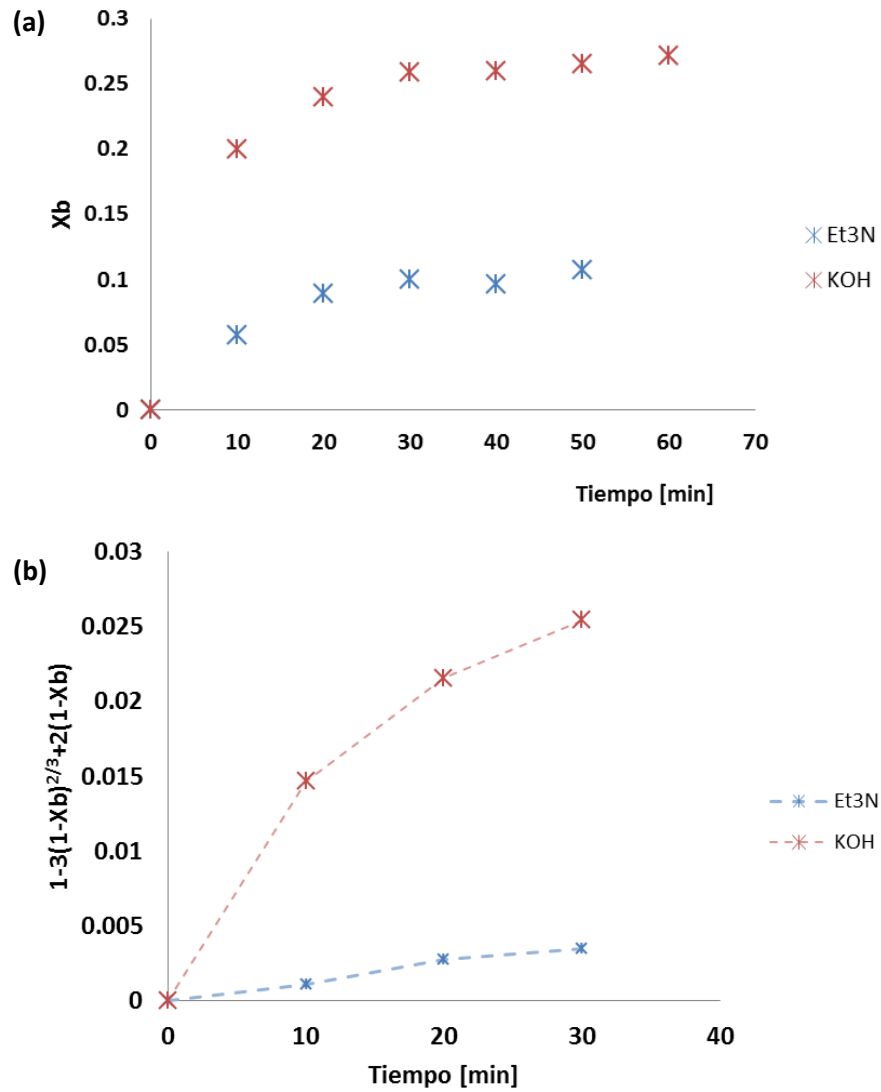 (a)
0.3
0.25
0.2
0.15
0.1
0.05
0
Xb
0 10 20 30 40 50 60 70
Tiempo [min]
Et3N
KOH
(b)
0.03
0.025
0.02
0.015
0.01
0.005
0
1-3(1-Xb)^{2/3}+2(1-Xb)
0 10 20 30 40
Tiempo [min]
Et3N
KOH